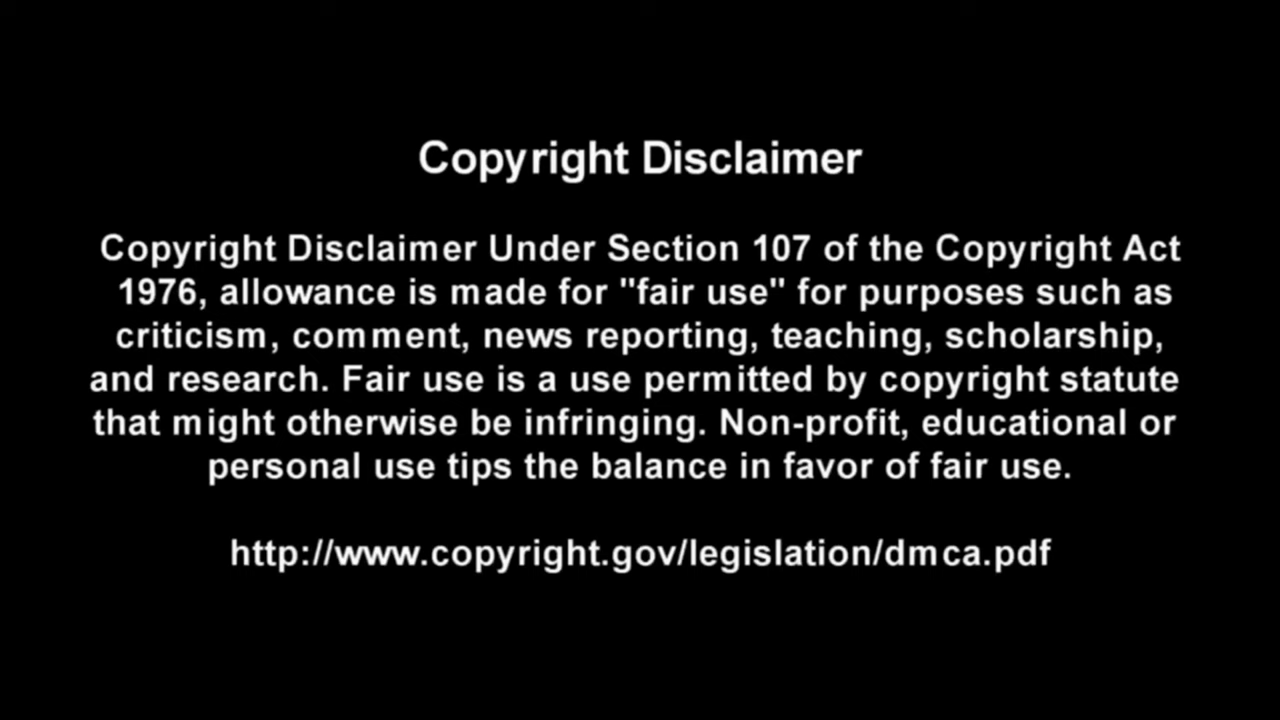 Copyright Disclaimer
Copyright Disclaimer Under Section 107 of the Copyright Act
1976, allowance is made for "fair use" for purposes such as
criticism, comment, news reporting, teaching, scholarship,
and research. Fair use is a use permitted by copyright statute
that might otherwise be infringing. Non-profit, educational or
personal use tips the balance in favor of fair use.
http://www.copyright.gov/legislation/dmca.pdf